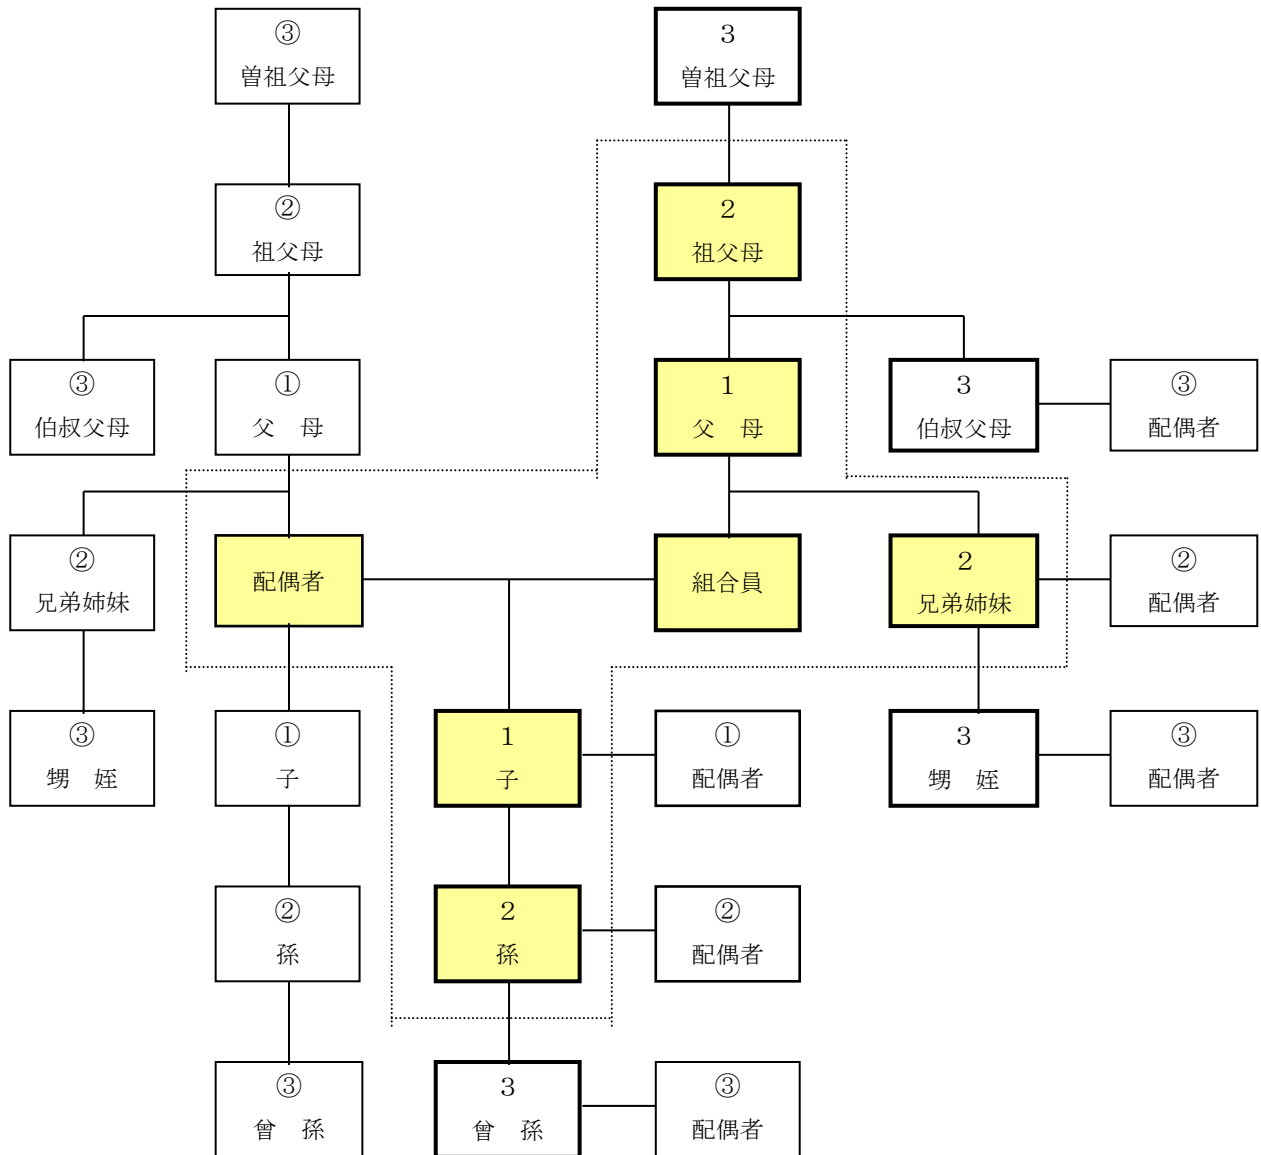 ③
曽祖父母
3
曽祖父母
②
祖父母
2
祖父母
③
伯叔父母
①
父　母
1
父　母
3
伯叔父母
③
配偶者
②
兄弟姉妹
配偶者
組合員
2
兄弟姉妹
②
配偶者
③
甥　姪
①
子
1
子
①
配偶者
3
甥　姪
③
配偶者
②
孫
2
孫
②
配偶者
③
曾　孫
3
曾　孫
③
配偶者